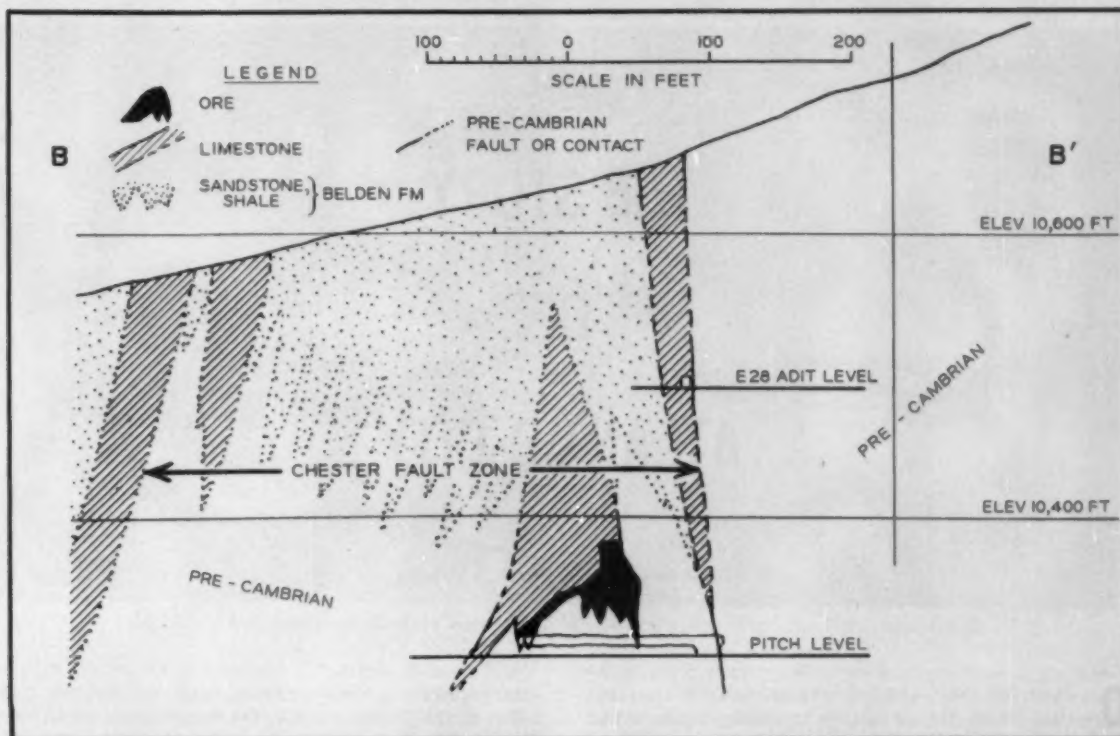 100 0 100 200
SCALE IN FEET
LEGEND
ORE
LIMESTONE
SANDSTONE,
SHALE } BELDEN FM
PRE-CAMBRIAN
FAULT OR CONTACT
B
B'
ELEV 10,600 FT
E28 ADIT LEVEL
PRE-CAMBRIAN
CHESTER FAULT ZONE
ELEV 10,400 FT
PRE-CAMBRIAN
PITCH LEVEL